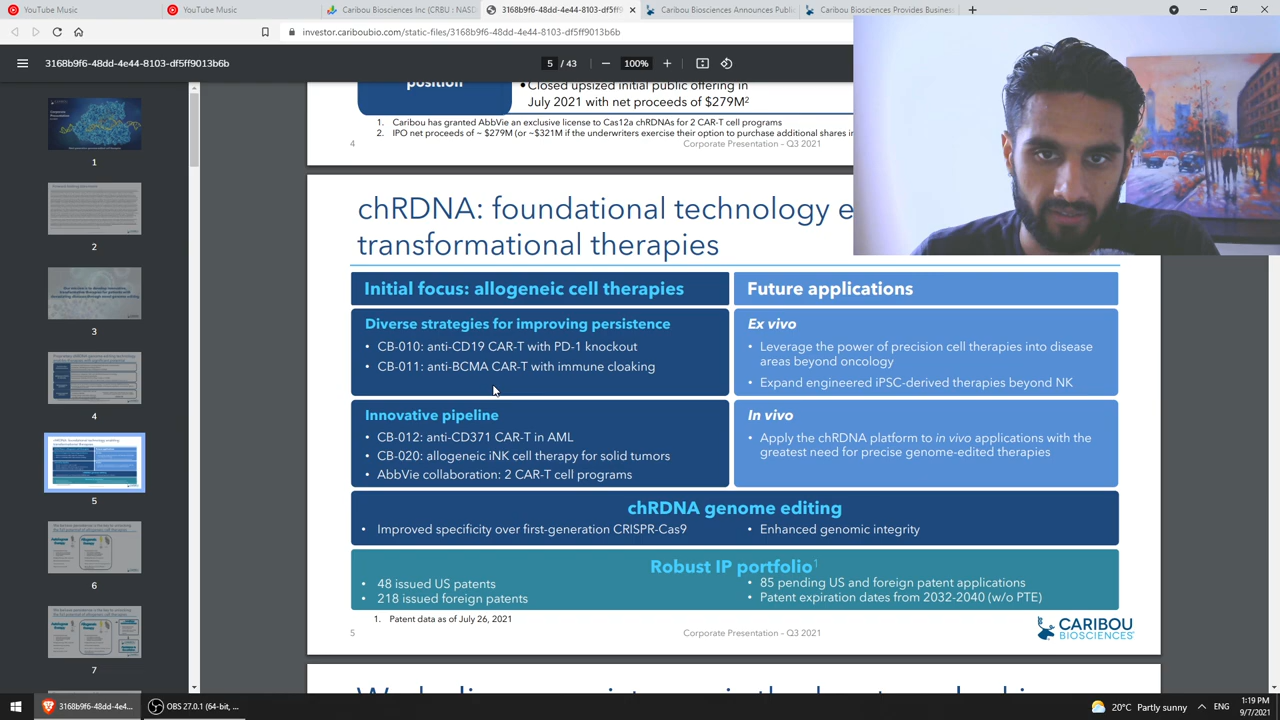 YouTube Music
YouTube Music
Caribou Biosciences Inc (CRBU : NASD
3168b9f6-48dd-4e44-8103-df5ff9
Caribou Biosciences Announces Publi
Caribou Biosciences Provides Business
investor.cariboubio.com/static-files/3168b9f6-48dd-4e44-8103-df5ff9013b6b
3168b9f6-48dd-4e44-8103-df5ff9013b6b
5 / 43
100%
position
• Closed upsized initial public offering in
July 2021 with net proceeds of $279M2
1. Caribou has granted AbbVie an exclusive license to Cas12a chRDNAs for 2 CAR-T cell programs
2. IPO net proceeds of ~ $279M (or ~$321M if the underwriters exercise their option to purchase additional shares in
4
Corporate Presentation - Q3 2021
chRDNA: foundational technology e
transformational therapies
Initial focus: allogeneic cell therapies
Diverse strategies for improving persistence
• CB-010: anti-CD19 CAR-T with PD-1 knockout
• CB-011: anti-BCMA CAR-T with immune cloaking
Innovative pipeline
• CB-012: anti-CD371 CAR-T in AML
• CB-020: allogeneic iNK cell therapy for solid tumors
• AbbVie collaboration: 2 CAR-T cell programs
Future applications
Ex vivo
• Leverage the power of precision cell therapies into disease
areas beyond oncology
• Expand engineered iPSC-derived therapies beyond NK
In vivo
• Apply the chRDNA platform to in vivo applications with the
greatest need for precise genome-edited therapies
chRDNA genome editing
• Improved specificity over first-generation CRISPR-Cas9
• Enhanced genomic integrity
Robust IP portfolio1
• 48 issued US patents
• 218 issued foreign patents
• 85 pending US and foreign patent applications
• Patent expiration dates from 2032-2040 (w/o PTE)
1. Patent data as of July 26, 2021
5
Corporate Presentation - Q3 2021
CARIBOU
BIOSCIENCES
1
2
3
4
5
6
7
3168b9f6-48dd-4e4...
OBS 27.0.1 (64-bit, ...
20°C Partly sunny
ENG
1:19 PM
9/7/2021